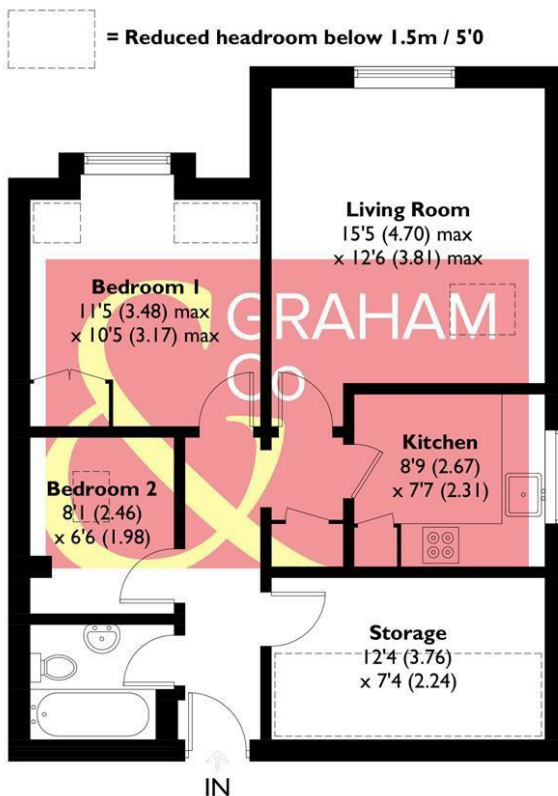 = Reduced headroom below 1.5m / 5'0
Living Room
15'5 (4.70) max
x 12'6 (3.81) max
Bedroom 1
11'5 (3.48) max
x 10'5 (3.17) max
& GRAHAM
Co
Kitchen
8'9 (2.67)
x 7'7 (2.31)
Bedroom 2
8'1 (2.46)
x 6'6 (1.98)
Storage
12'4 (3.76)
x 7'4 (2.24)
IN